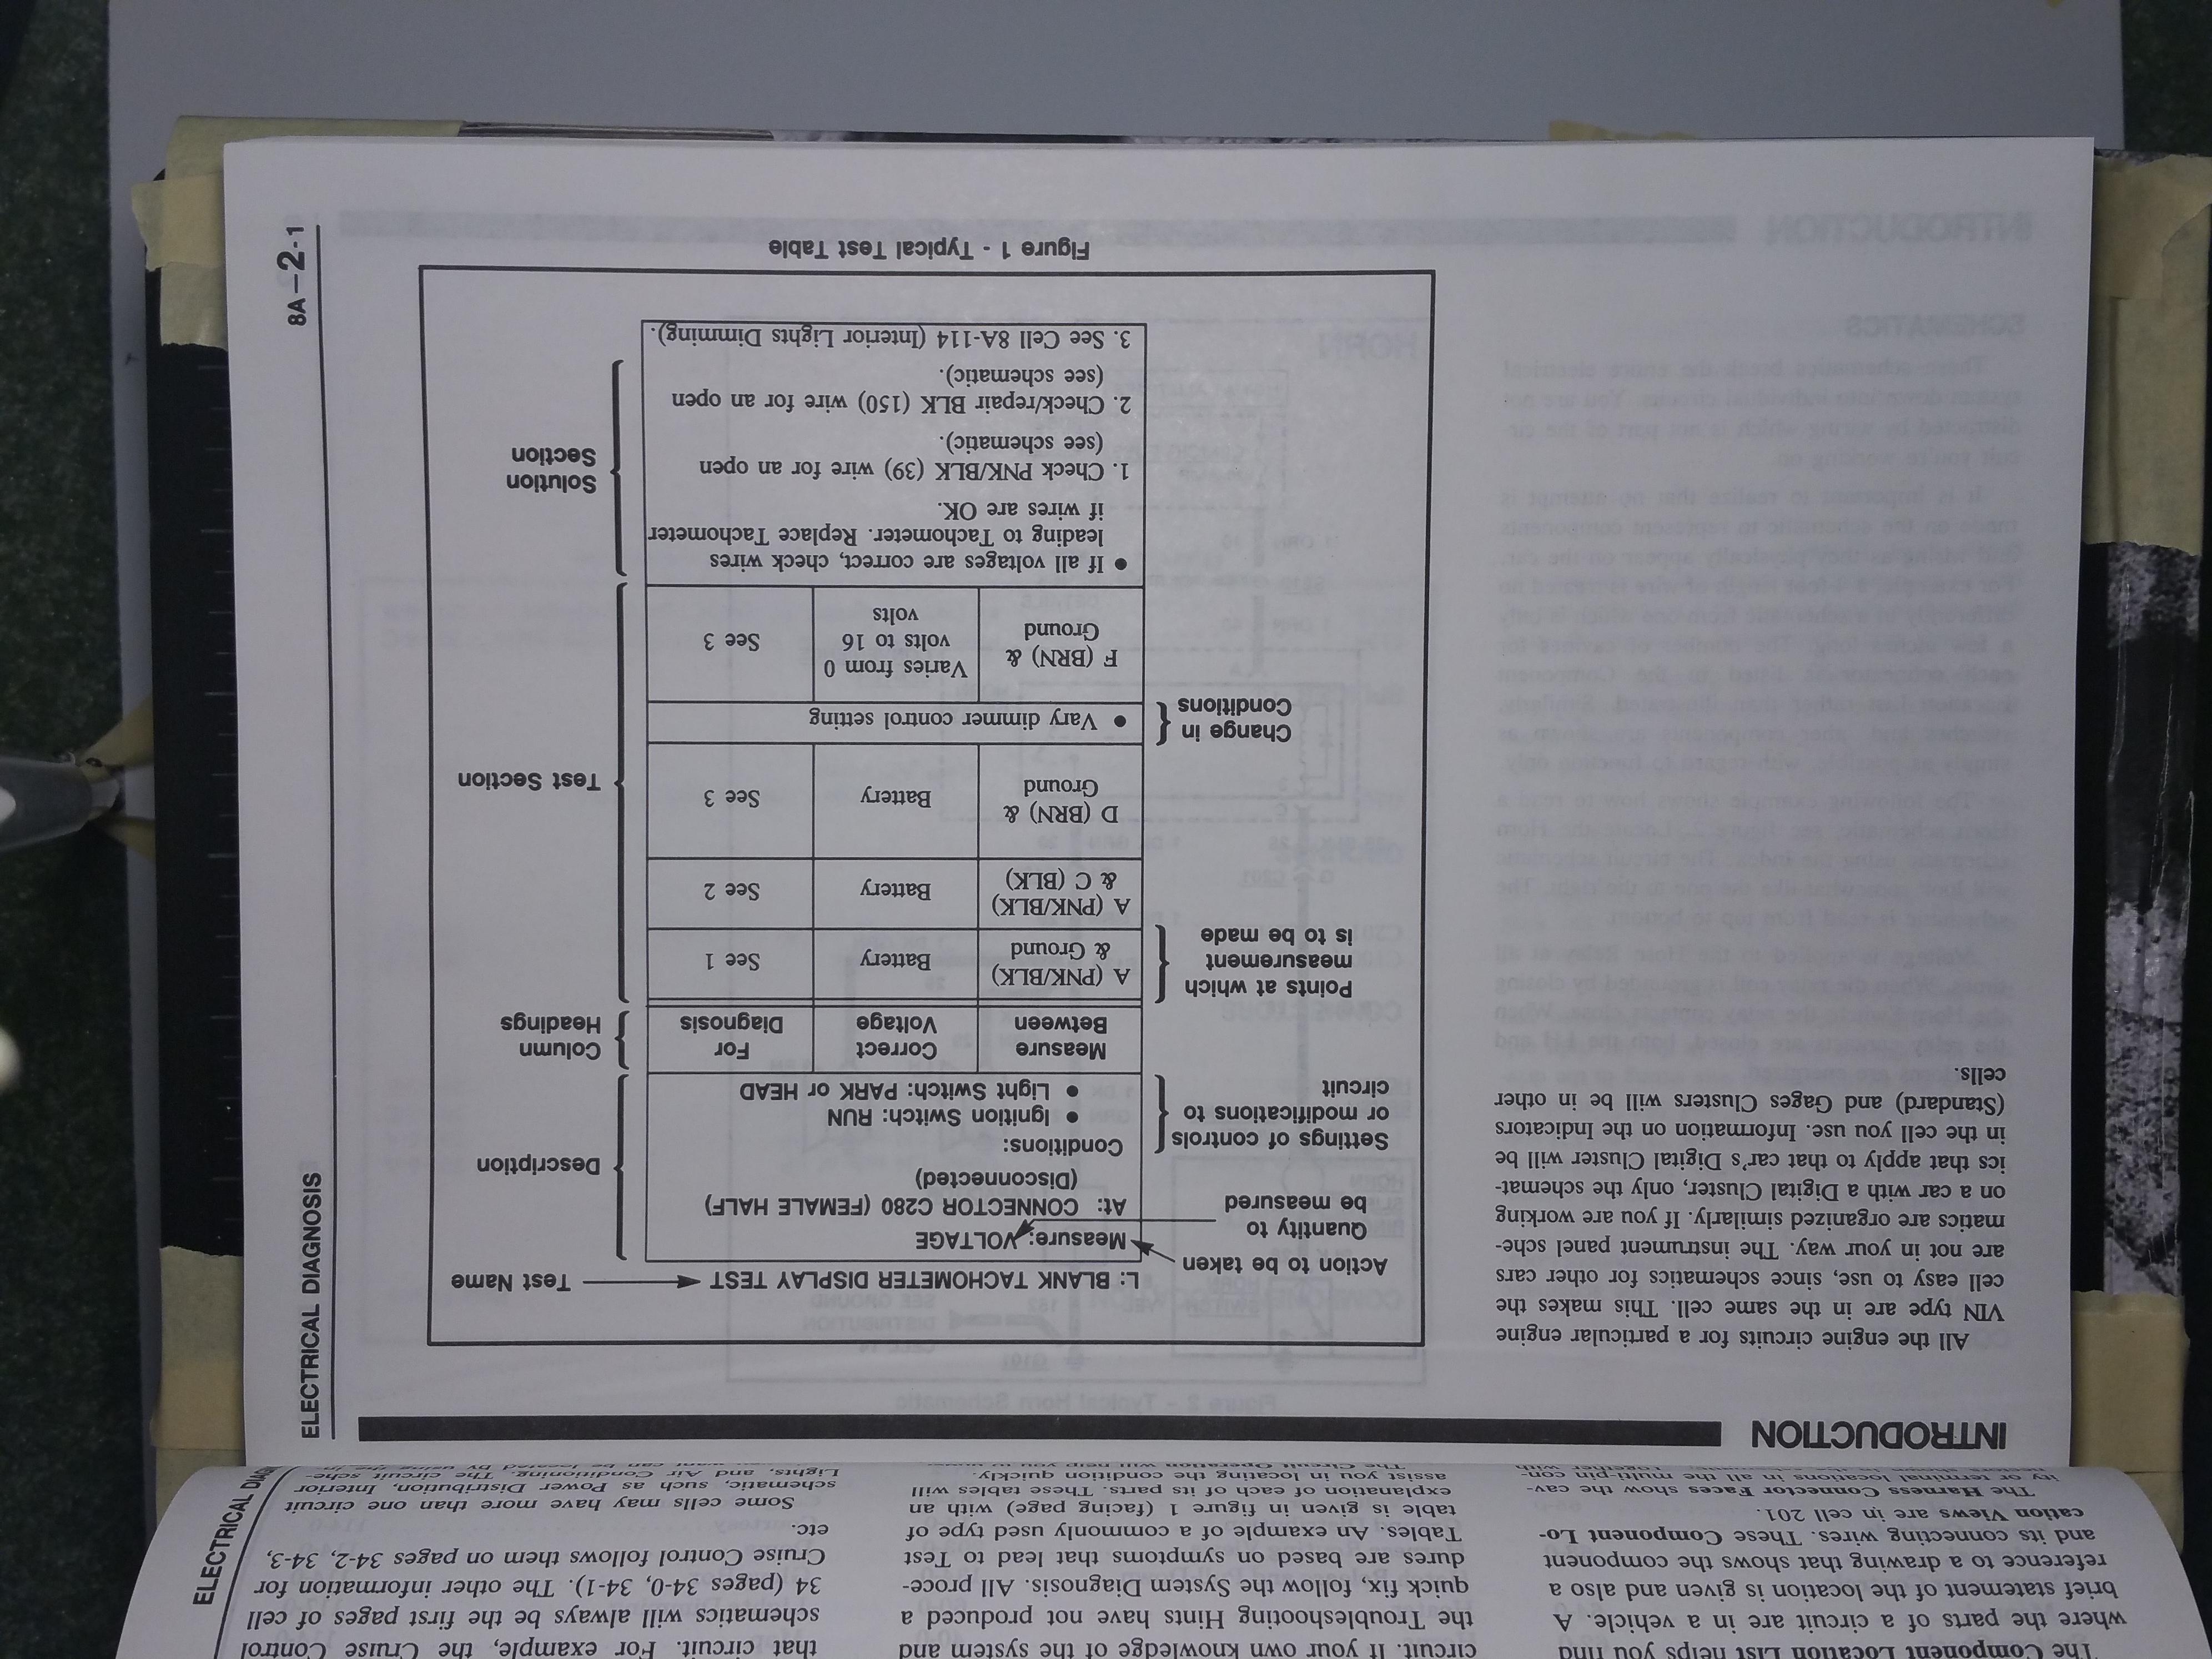 The Component Location List helps you find
where the parts of a circuit are in a vehicle. A
brief statement of the location is given and also a
reference to a drawing that shows the component
and its connecting wires. These Component Lo-
cation Views are in cell 201.
The Harness Connector Faces show the cav-
ity or terminal locations in all the multi-pin con-
circuit. If your own knowledge of the system and
the Troubleshooting Hints have not produced a
quick fix, follow the System Diagnosis. All proce-
dures are based on symptoms that lead to Test
Tables. An example of a commonly used type of
table is given in figure 1 (facing page) with an
explanation of each of its parts. These tables will
assist you in locating the condition quickly.
that circuit. For example, the Cruise Control
schematics will always be the first pages of cell
34 (pages 34-0, 34-1). The other information for
Cruise Control follows them on pages 34-2, 34-3,
etc.
Some cells may have more than one circuit
schematic, such as Power Distribution, Interior
Lights, and Air Conditioning. The circuit sche-
ELECTRICAL DIAG
INTRODUCTION
ELECTRICAL DIAGNOSIS
8A-2-1
All the engine circuits for a particular engine
VIN type are in the same cell. This makes the
cell easy to use, since schematics for other cars
are not in your way. The instrument panel sche-
matics are organized similarly. If you are working
on a car with a Digital Cluster, only the schemat-
ics that apply to that car's Digital Cluster will be
in the cell you use. Information on the Indicators
(Standard) and Gages Clusters will be in other
cells.
L: BLANK TACHOMETER DISPLAY TEST
Test Name
Action to be taken
Quantity to
be measured
Measure: VOLTAGE
At: CONNECTOR C280 (FEMALE HALF)
(Disconnected)
Conditions:
• Ignition Switch: RUN
• Light Switch: PARK or HEAD
Settings of controls
or modifications to
circuit
Description
Measure Between
Correct Voltage
For Diagnosis
Column
Headings
Points at which
measurement
is to be made
A (PNK/BLK)
& Ground
Battery
See 1
A (PNK/BLK)
& C (BLK)
Battery
See 2
D (BRN) &
Ground
Battery
See 3
Test Section
Change in
Conditions
• Vary dimmer control setting
F (BRN) &
Ground
Varies from 0
volts to 16
volts
See 3
• If all voltages are correct, check wires
leading to Tachometer. Replace Tachometer
if wires are OK.
1. Check PNK/BLK (39) wire for an open
(see schematic).
2. Check/repair BLK (150) wire for an open
(see schematic).
3. See Cell 8A-114 (Interior Lights Dimming).
Solution
Section
Figure 1 - Typical Test Table